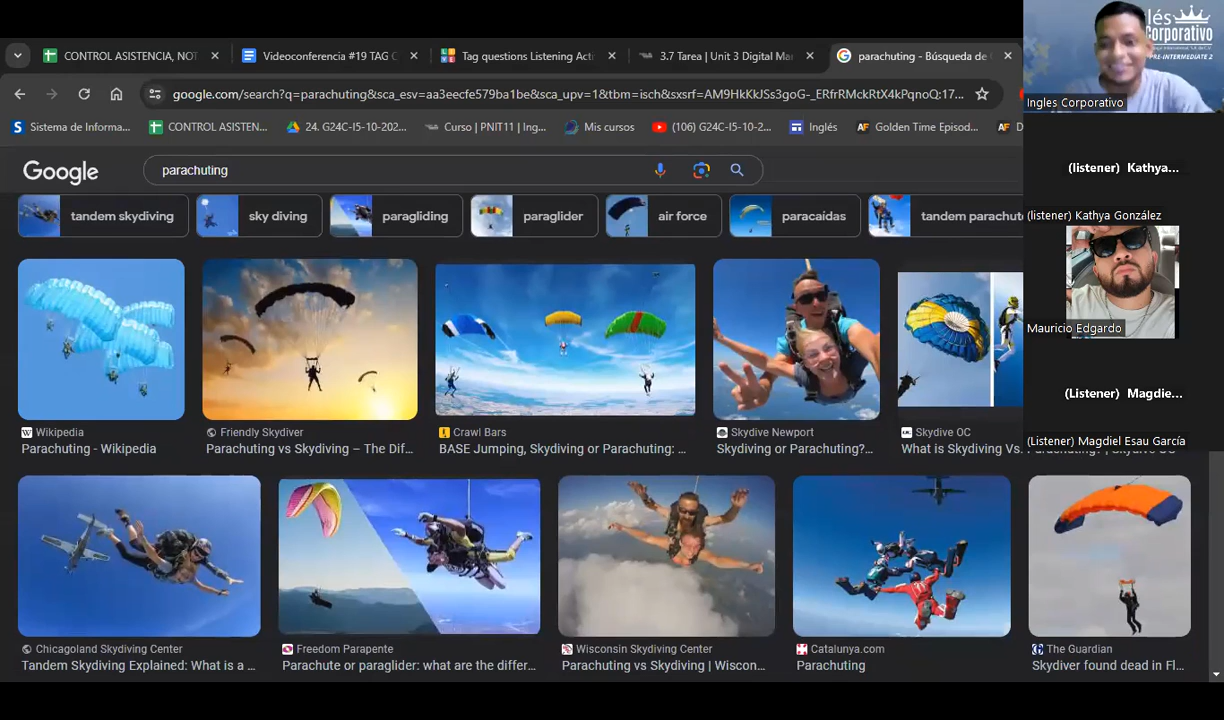 CONTROL ASISTENCIA, NOT
Videoconferencia #19 TAG C
Tag questions Listening Acti
3.7 Tarea | Unit 3 Digital Mar
parachuting - Búsqueda de
google.com/search?q=parachuting&sca_esv=aa3eecfe579ba1be&sca_upv=1&tbm=isch&sxsrf=AM9HkKkJSs3goG-_ERfrRMckRtX4kPqnoQ:17...
Sistema de Informa...
CONTROL ASISTEN...
24. G24C-I5-10-202...
Curso | PNIT11 | Ing...
Mis cursos
(106) G24C-I5-10-2...
Inglés
Golden Time Episod...
Google
parachuting
tandem skydiving
sky diving
paragliding
paraglider
air force
paracaídas
tandem parachute
Wikipedia
Parachuting - Wikipedia
Friendly Skydiver
Parachuting vs Skydiving – The Dif...
Crawl Bars
BASE Jumping, Skydiving or Parachuting: ...
Skydive Newport
Skydiving or Parachuting?...
Skydive OC
What is Skydiving Vs. Parachuting? | Skydive OC
Chicagoland Skydiving Center
Tandem Skydiving Explained: What is a ...
Freedom Parapente
Parachute or paraglider: what are the differ...
Wisconsin Skydiving Center
Parachuting vs Skydiving | Wiscon...
Catalunya.com
Parachuting
The Guardian
Skydiver found dead in Fl...
lés
Corporativo
PRE-INTERMEDIATE 2
Ingles Corporativo
(listener) Kathya...
(listener) Kathya González
Mauricio Edgardo
(Listener) Magdie...
(Listener) Magdiel Esau García